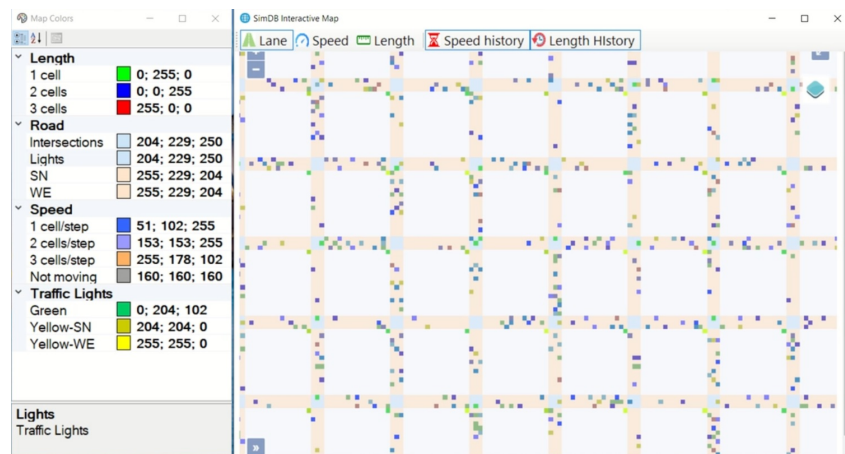 Map Colors
SimDB Interactive Map
Lane Speed Length Speed history Length HIstory
Length
1 cell 0; 255; 0
2 cells 0; 0; 255
3 cells 255; 0; 0
Road
Intersections 204; 229; 250
Lights 204; 229; 250
SN 255; 229; 204
WE 255; 229; 204
Speed
1 cell/step 51; 102; 255
2 cells/step 153; 153; 255
3 cells/step 255; 178; 102
Not moving 160; 160; 160
Traffic Lights
Green 0; 204; 102
Yellow-SN 204; 204; 0
Yellow-WE 255; 255; 0
Lights
Traffic Lights